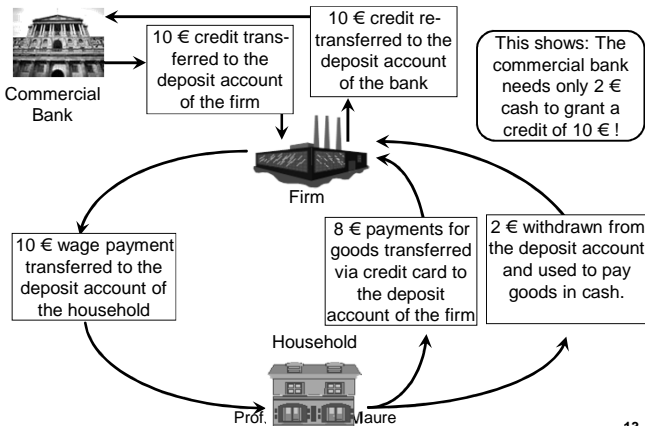 10 € credit trans-
ferred to the
deposit account
of the firm
10 € credit re-
transferred to the
deposit account
of the bank
This shows: The
commercial bank
needs only 2 €
cash to grant a
credit of 10 € !
Commercial
Bank
Firm
10 € wage payment
transferred to the
deposit account of
the household
8 € payments for
goods transferred
via credit card to
the deposit
account of the firm
2 € withdrawn from
the deposit account
and used to pay
goods in cash.
Household
Prof. Maure